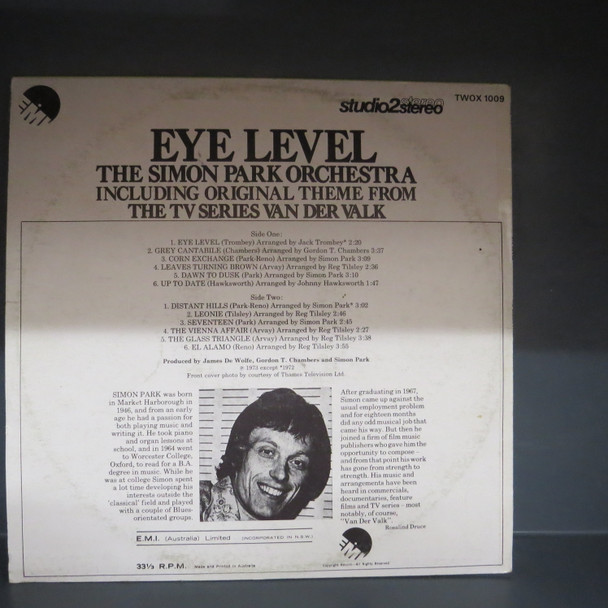 EMI
studio2stereo
TWOX 1009
EYE LEVEL
THE SIMON PARK ORCHESTRA
INCLUDING ORIGINAL THEME FROM
THE TV SERIES VAN DER VALK
Side One:
1. EYE LEVEL (Trombey) Arranged by Jack Trombey* 2:20
2. GREY CANTABILE (Chambers) Arranged by Gordon T. Chambers 3:37
3. CORN EXCHANGE (Park-Reno) Arranged by Simon Park 3:09
4. LEAVES TURNING BROWN (Arvay) Arranged by Reg Tilsley 2:36
5. DAWN TO DUSK (Park) Arranged by Simon Park 3:10
6. UP TO DATE (Hawksworth) Arranged by Johnny Hawksworth 1:47
Side Two:
1. DISTANT HILLS (Park-Reno) Arranged by Simon Park* 3:02
2. LEONIE (Tilsley) Arranged by Reg Tilsley 2:46
3. SEVENTEEN (Park) Arranged by Simon Park 2:45
4. THE VIENNA AFFAIR (Arvay) Arranged by Reg Tilsley 2:27
5. THE GLASS TRIANGLE (Arvay) Arranged by Reg Tilsley 3:38
6. EL ALAMO (Reno) Arranged by Reg Tilsley 3:55
Produced by James De Wolfe, Gordon T. Chambers and Simon Park
℗ 1973 except *1972
Front cover photo by courtesy of Thames Television Ltd.
SIMON PARK was born
in Market Harborough in
1946, and from an early
age he had a passion for
both playing music and
writing it. He took piano
and organ lessons at
school, and in 1964 went
to Worcester College,
Oxford, to read for a B.A.
degree in music. While he
was at college Simon spent
a lot time developing his
interests outside the
'classical' field and played
with a couple of Blues-
orientated groups.
After graduating in 1967,
Simon came up against the
usual employment problem
and for eighteen months
did any odd musical job that
came his way. But then he
joined a firm of film music
publishers who gave him the
opportunity to compose –
and from that point his work
has gone from strength to
strength. His music and
arrangements have been
heard in commercials,
documentaries, feature
films and TV series – most
notably, of course,
"Van Der Valk".
Rosalind Druce
E.M.I. (Australia) Limited (INCORPORATED IN N.S.W.)
EMI
33⅓ R.P.M. Made and Printed in Australia
Copyright Record - All Rights Reserved